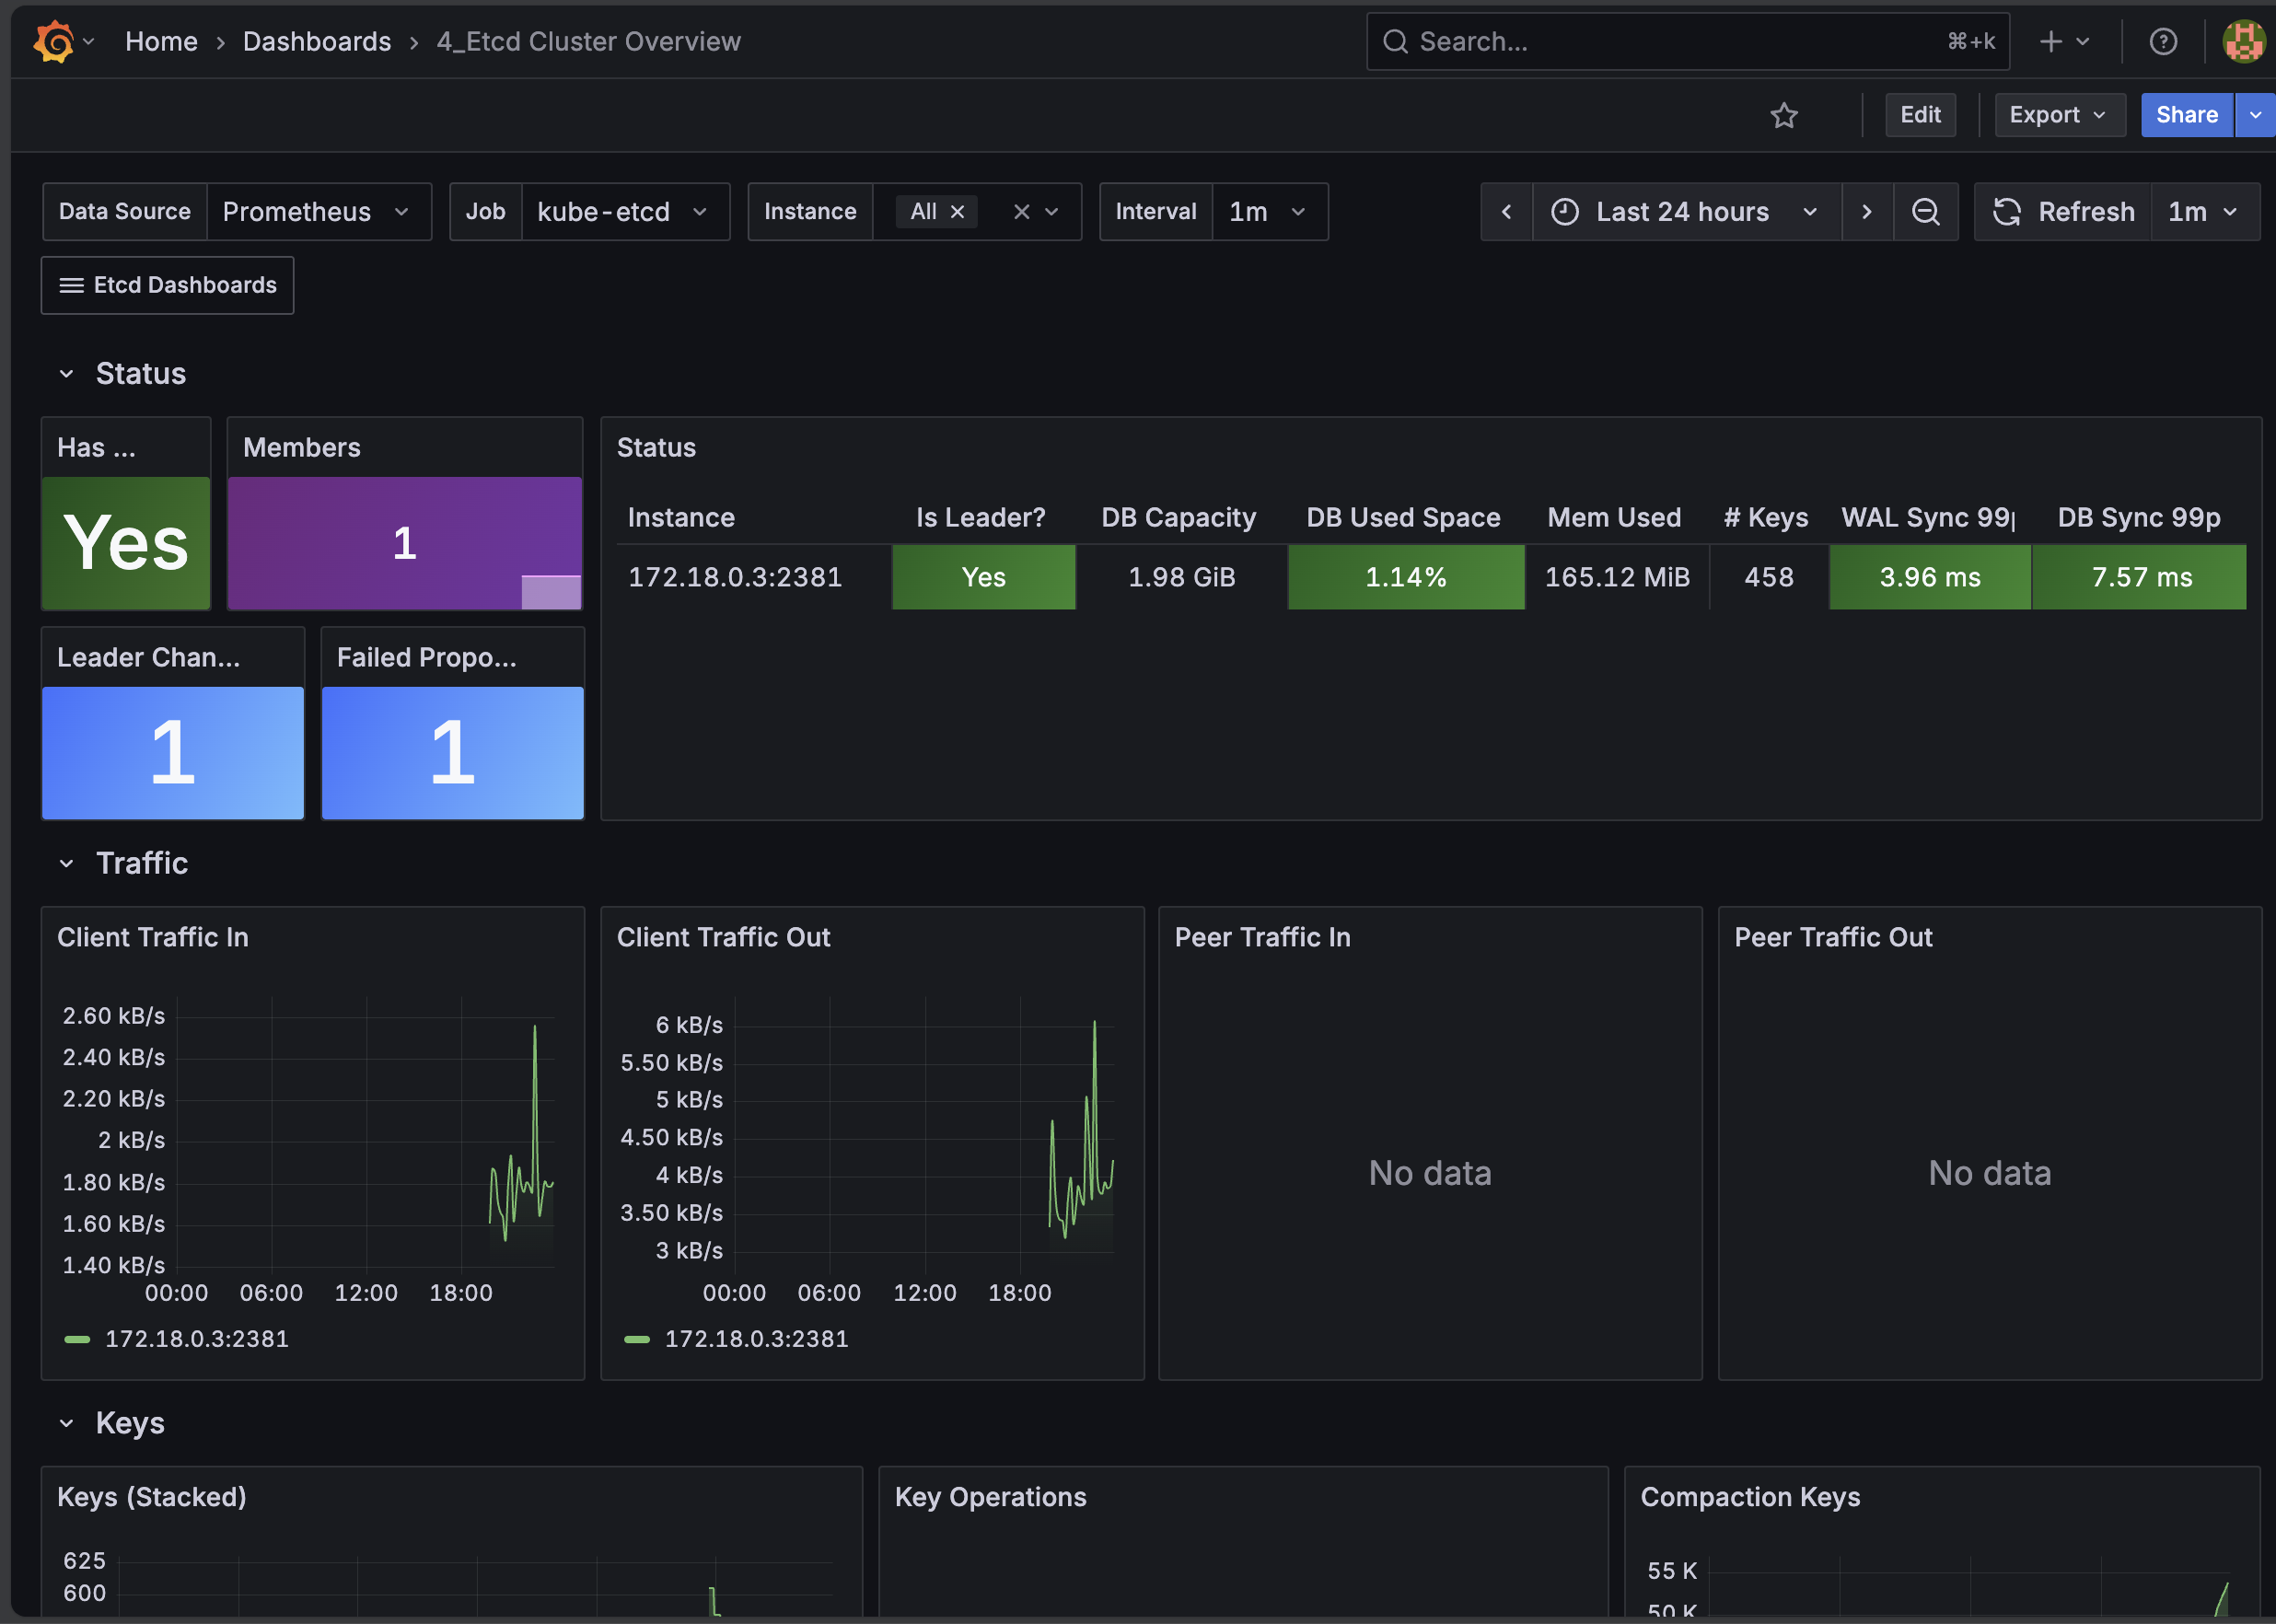 Home › Dashboards › 4_Etcd Cluster Overview
Search...
⌘+k
Edit
Export
Share
Data Source Prometheus
Job kube-etcd
Instance All
Interval 1m
Last 24 hours
Refresh 1m
Etcd Dashboards
Status
Has ...
Yes
Members
1
Leader Chan...
1
Failed Propo...
1
Status
Instance Is Leader? DB Capacity DB Used Space Mem Used # Keys WAL Sync 99 DB Sync 99p
172.18.0.3:2381 Yes 1.98 GiB 1.14% 165.12 MiB 458 3.96 ms 7.57 ms
Traffic
Client Traffic In
2.60 kB/s
2.40 kB/s
2.20 kB/s
2 kB/s
1.80 kB/s
1.60 kB/s
1.40 kB/s
00:00 06:00 12:00 18:00
172.18.0.3:2381
Client Traffic Out
6 kB/s
5.50 kB/s
5 kB/s
4.50 kB/s
4 kB/s
3.50 kB/s
3 kB/s
00:00 06:00 12:00 18:00
172.18.0.3:2381
Peer Traffic In
No data
Peer Traffic Out
No data
Keys
Keys (Stacked)
625
600
Key Operations
Compaction Keys
55 K
50 K